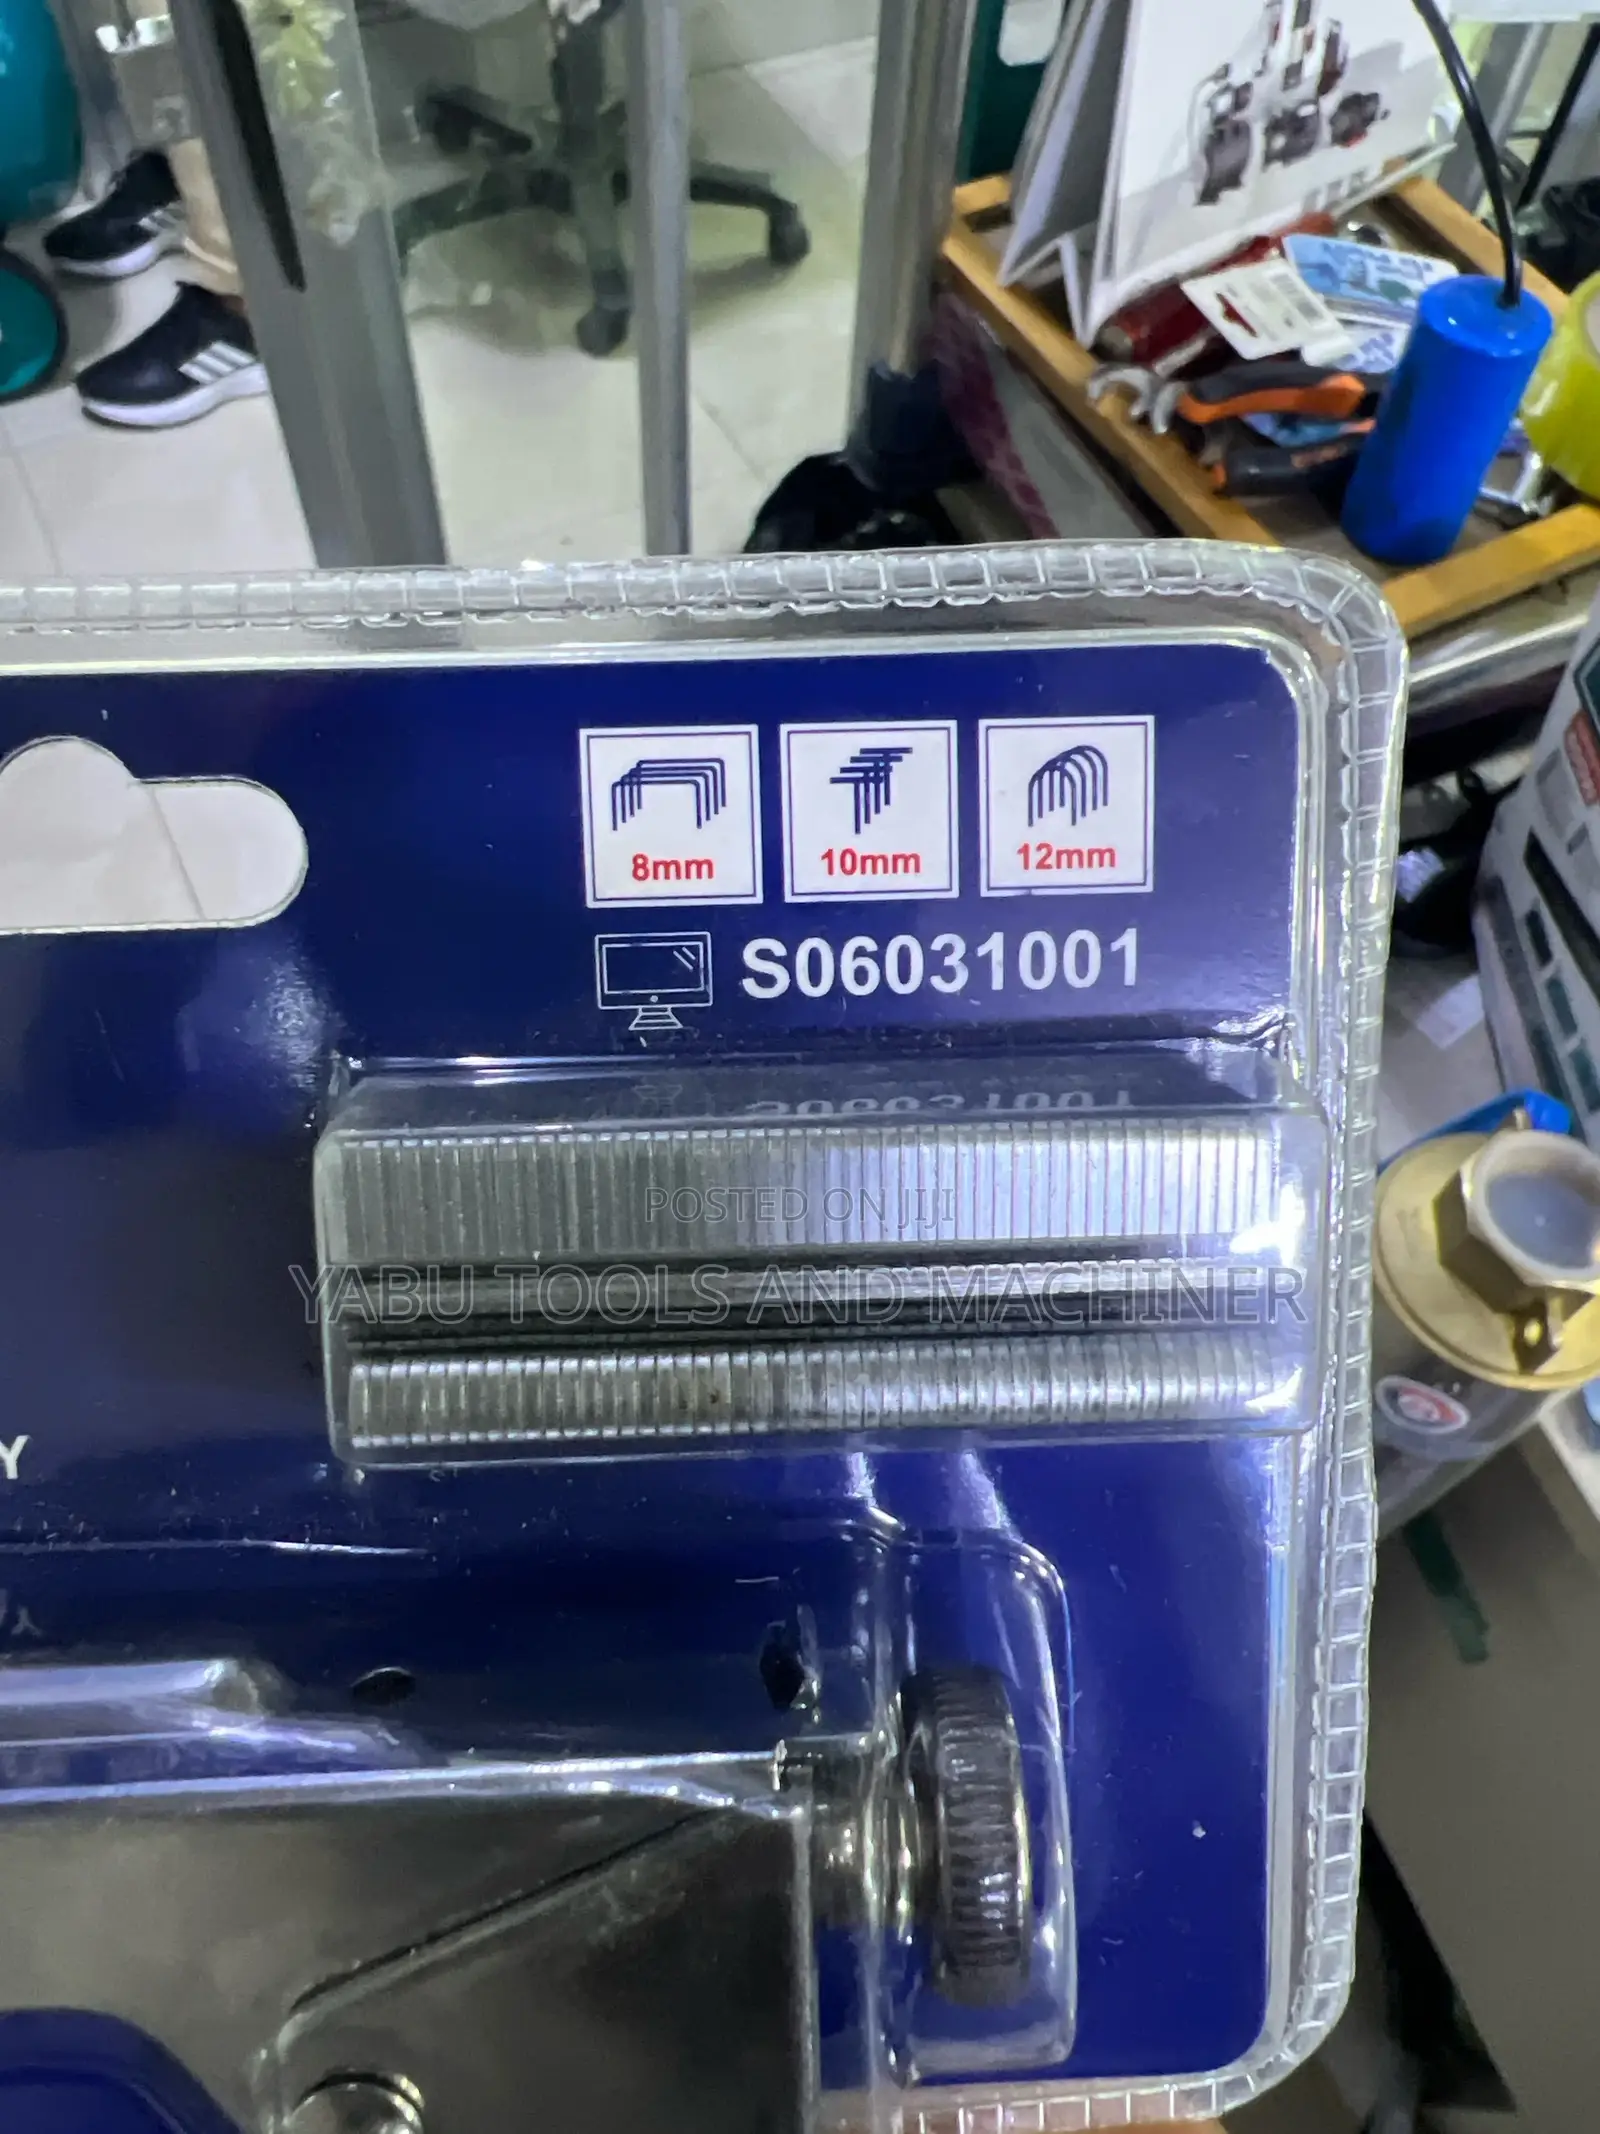 8mm
10mm
12mm
S06031001
POSTED ON JIJI
YABU TOOLS AND MACHINER
Y